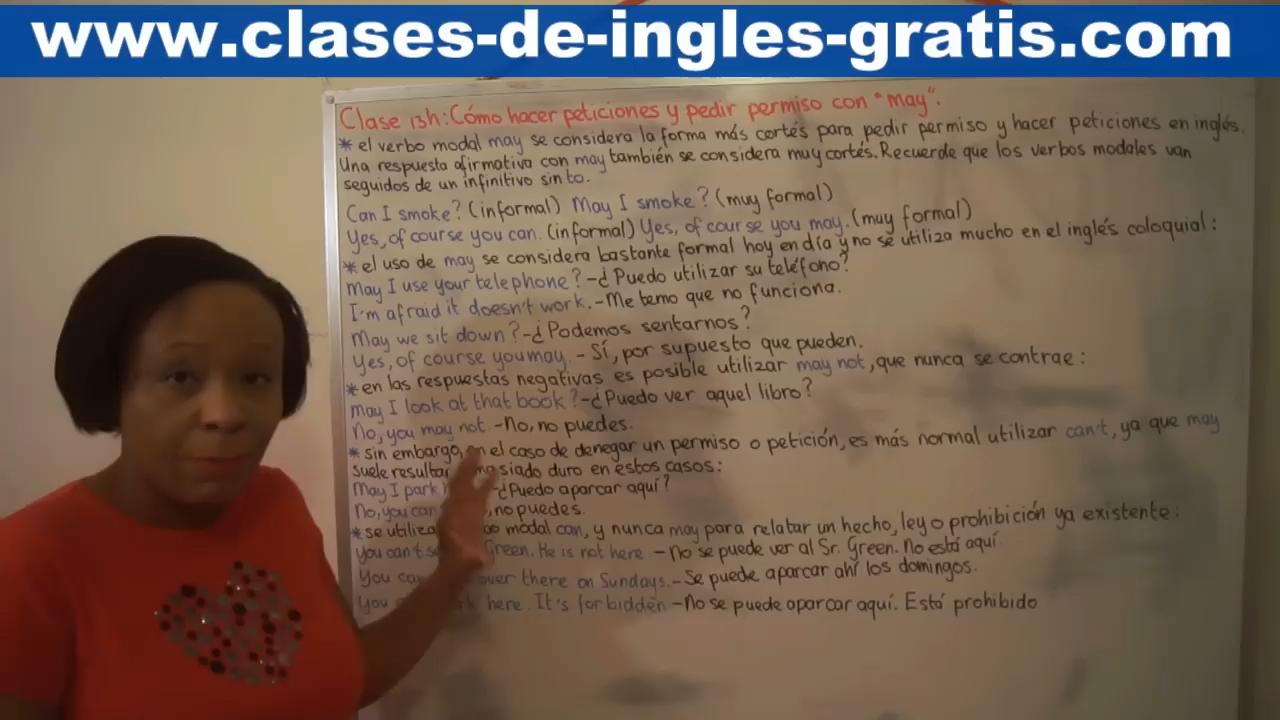 www.clases-de-ingles-gratis.com
Clase 13h: Cómo hacer peticiones y pedir permiso con "may".
* el verbo modal may se considera la forma más cortés para pedir permiso y hacer peticiones en inglés.
Una respuesta afirmativa con may también se considera muy cortés. Recuerde que los verbos modales van
seguidos de un infinitivo sin to.
Can I smoke? (informal) May I smoke? (muy formal)
Yes, of course you can. (informal) Yes, of course you may. (muy formal)
* el uso de may se considera bastante formal hoy en día y no se utiliza mucho en el inglés coloquial:
May I use your telephone? - ¿Puedo utilizar su teléfono?
I'm afraid it doesn't work. - Me temo que no funciona.
May we sit down? - ¿Podemos sentarnos?
Yes, of course you may. - Sí, por supuesto que pueden.
* en las respuestas negativas es posible utilizar may not, que nunca se contrae:
May I look at that book? - ¿Puedo ver aquel libro?
No, you may not - No, no puedes.
* sin embargo, en el caso de denegar un permiso o petición, es más normal utilizar can't, ya que may
suele resultar duro en estos casos:
May I park - ¿Puedo aparcar aquí?
No, you , no puedes.
* se utiliza modal can, y nunca may para relatar un hecho, ley o prohibición ya existente:
You can't Green. He is not here. - No se puede ver al Sr. Green. No está aquí.
You over there on Sundays. - Se puede aparcar ahí los domingos.
You here. It's forbidden - No se puede aparcar aquí. Está prohibido